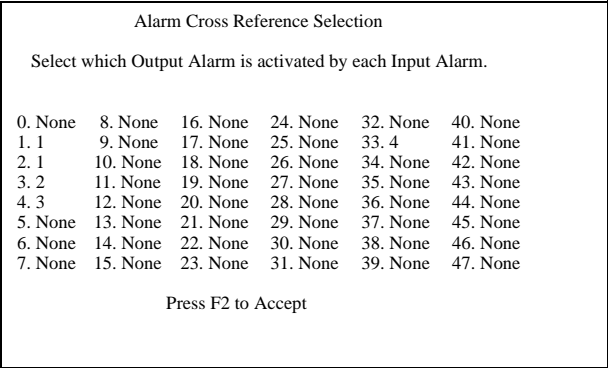 Alarm Cross Reference Selection
Select which Output Alarm is activated by each Input Alarm.
0. None 8. None 16. None 24. None 32. None 40. None
1. 1 9. None 17. None 25. None 33. 4 41. None
2. 1 10. None 18. None 26. None 34. None 42. None
3. 2 11. None 19. None 27. None 35. None 43. None
4. 3 12. None 20. None 28. None 36. None 44. None
5. None 13. None 21. None 29. None 37. None 45. None
6. None 14. None 22. None 30. None 38. None 46. None
7. None 15. None 23. None 31. None 39. None 47. None
Press F2 to Accept